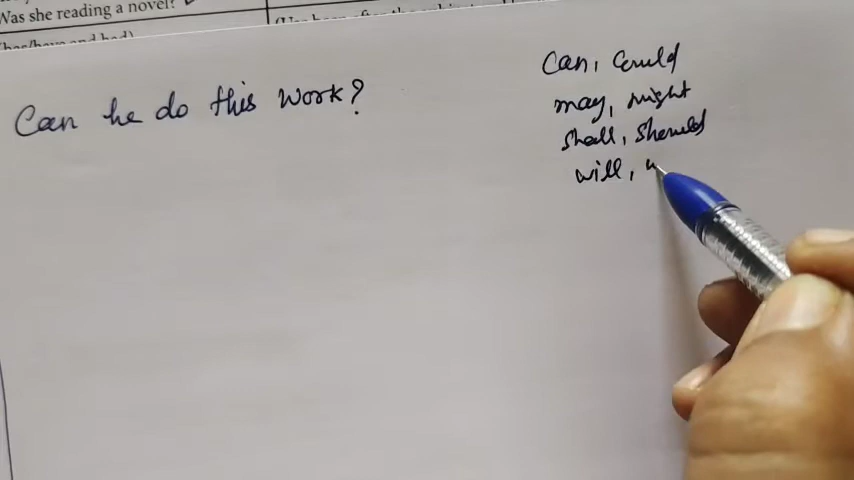 Was she reading a novel?
Can he do this work?
Can, Could
may, might
Shall, Should
will, w